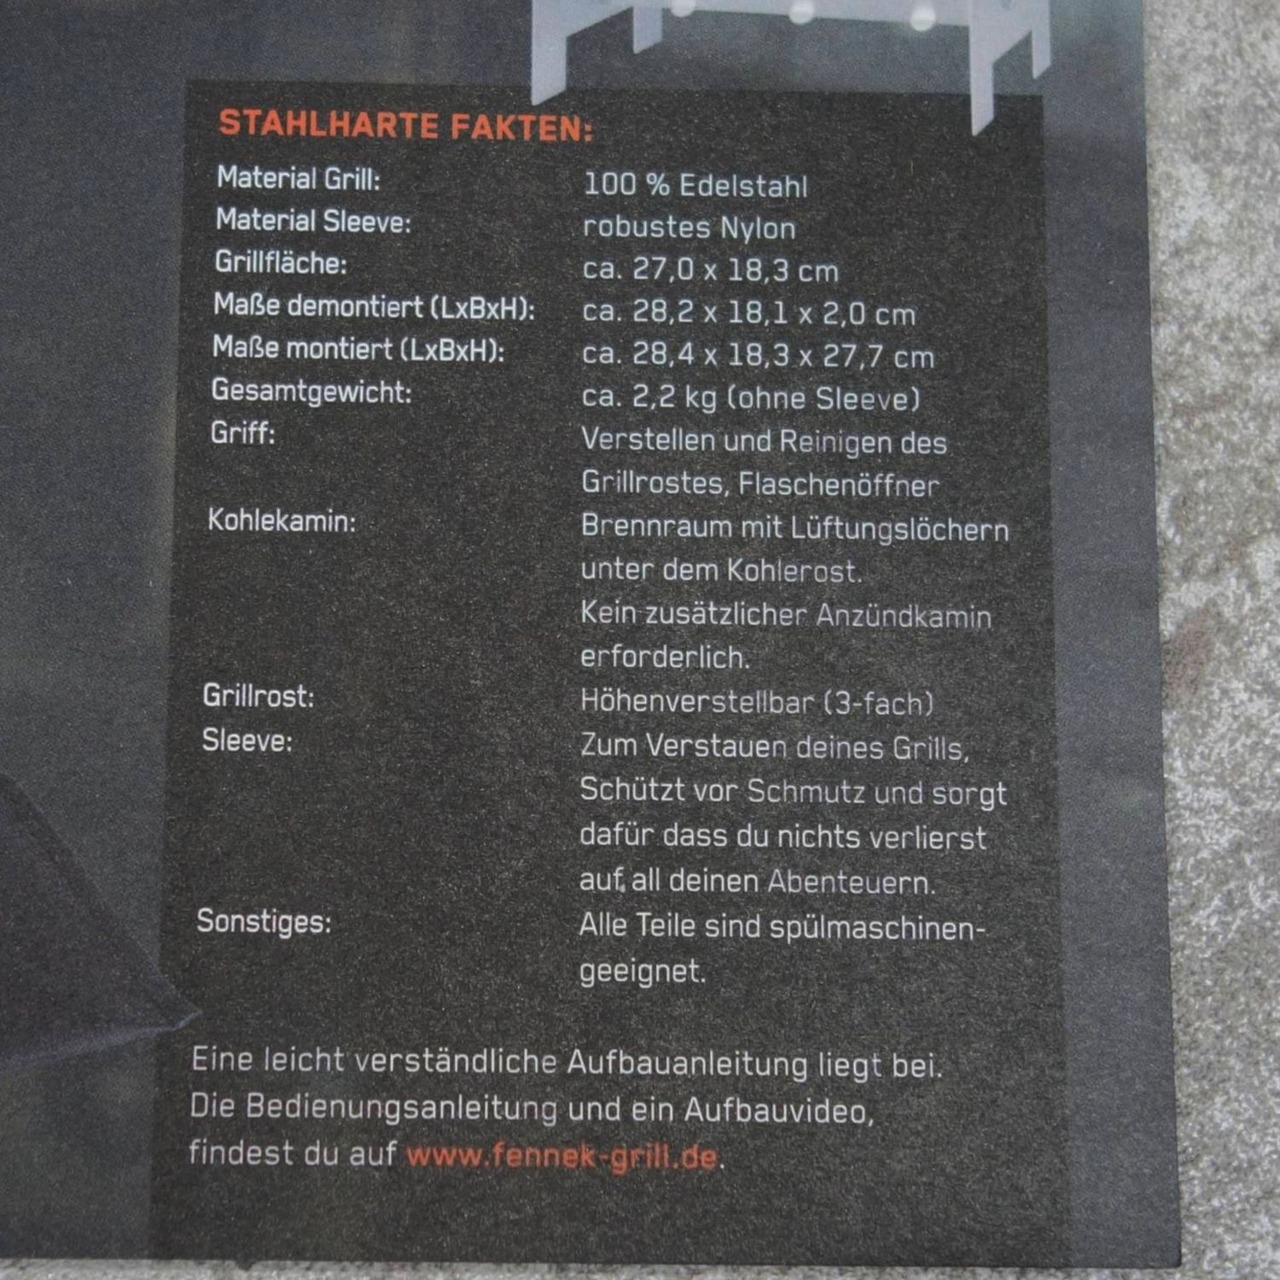 STAHLHARTE FAKTEN:
Material Grill: 100 % Edelstahl
Material Sleeve: robustes Nylon
Grillfläche: ca. 27,0 x 18,3 cm
Maße demontiert (LxBxH): ca. 28,2 x 18,1 x 2,0 cm
Maße montiert (LxBxH): ca. 28,4 x 18,3 x 27,7 cm
Gesamtgewicht: ca. 2,2 kg (ohne Sleeve)
Griff: Verstellen und Reinigen des
Grillrostes, Flaschenöffner
Kohlekamin: Brennraum mit Lüftungslöchern
unter dem Kohlerost.
Kein zusätzlicher Anzündkamin
erforderlich.
Grillrost: Höhenverstellbar (3-fach)
Sleeve: Zum Verstauen deines Grills,
Schützt vor Schmutz und sorgt
dafür dass du nichts verlierst
auf all deinen Abenteuern.
Sonstiges: Alle Teile sind spülmaschinen-
geeignet.
Eine leicht verständliche Aufbauanleitung liegt bei.
Die Bedienungsanleitung und ein Aufbauvideo,
findest du auf www.fennek-grill.de.